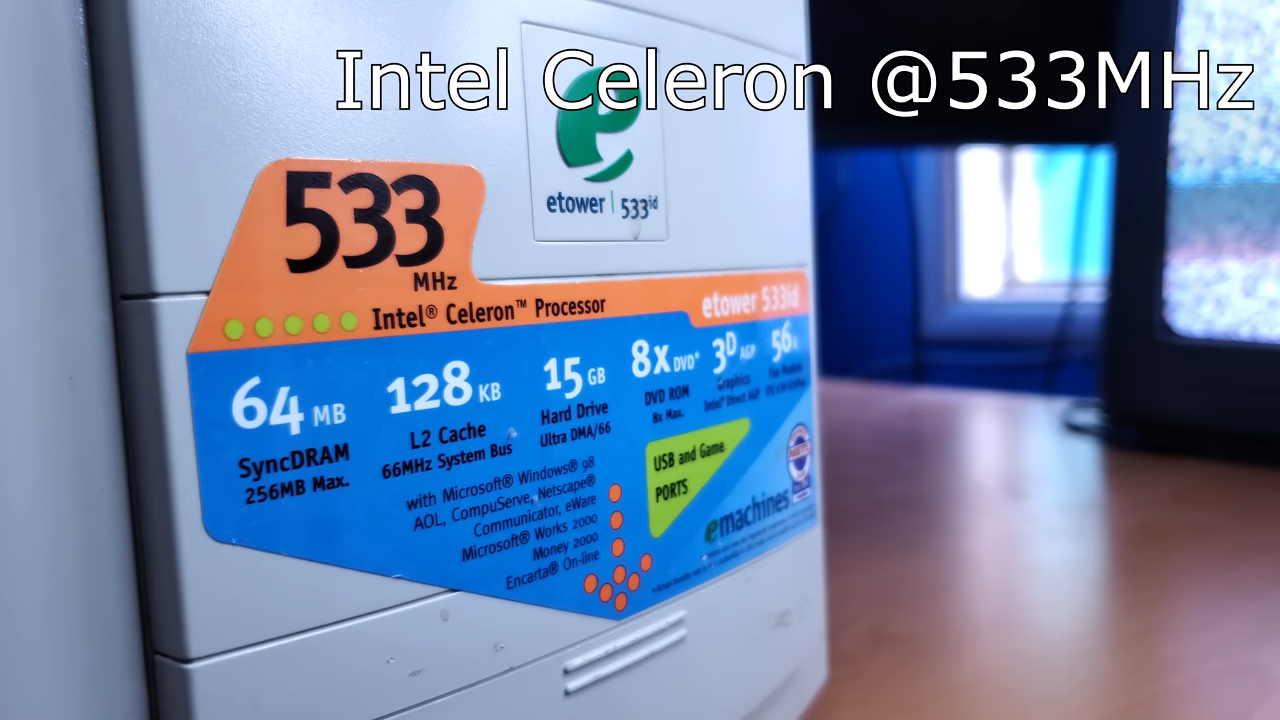 Intel Celeron @533MHz
e
etower | 533id
533
MHz
Intel® Celeron™ Processor
etower 533id
64 MB
SyncDRAM
256MB Max.
128 KB
L2 Cache
66MHz System Bus
15 GB
Hard Drive
Ultra DMA/66
8x DVD*
DVD ROM
8x Max.
3D AGP
Graphics
Intel® Direct AGP
56
with Microsoft® Windows® 98
AOL, CompuServe, Netscape®
Communicator, eWare
Microsoft® Works 2000
Money 2000
Encarta® On-line
USB and Game
PORTS
emachines